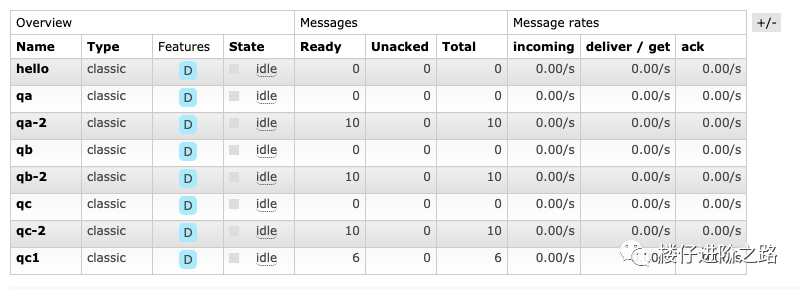 Overview Messages Message rates +/-
Name Type Features State Ready Unacked Total incoming deliver / get ack
hello classic D idle 0 0 0 0.00/s 0.00/s 0.00/s
qa classic D idle 0 0 0 0.00/s 0.00/s 0.00/s
qa-2 classic D idle 10 0 10 0.00/s 0.00/s 0.00/s
qb classic D idle 0 0 0 0.00/s 0.00/s 0.00/s
qb-2 classic D idle 10 0 10 0.00/s 0.00/s 0.00/s
qc classic D idle 0 0 0 0.00/s 0.00/s 0.00/s
qc-2 classic D idle 10 0 10 0.00/s 0.00/s 0.00/s
qc1 classic D idle 6 0 6 0.00/s 0.00/s 0.00/s
楼仔进阶之路